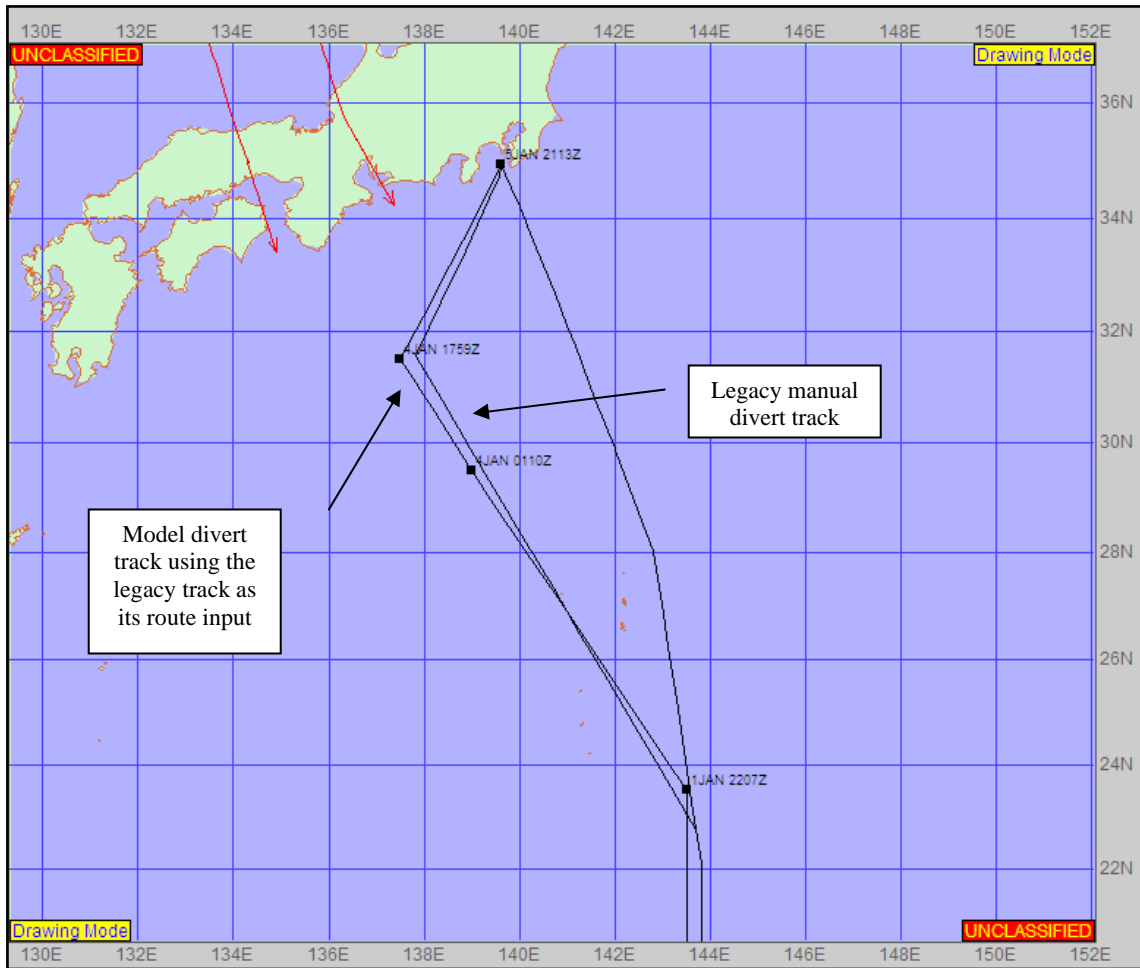 130E 132E 134E 136E 138E 140E 142E 144E 146E 148E 150E 152E
UNCLASSIFIED
Drawing Mode
36N
5JAN 2113Z
34N
32N
4JAN 1759Z
Legacy manual
divert track
30N
4JAN 0110Z
Model divert
track using the
legacy track as
its route input
28N
26N
24N
1JAN 2207Z
22N
Drawing Mode
UNCLASSIFIED
130E 132E 134E 136E 138E 140E 142E 144E 146E 148E 150E 152E